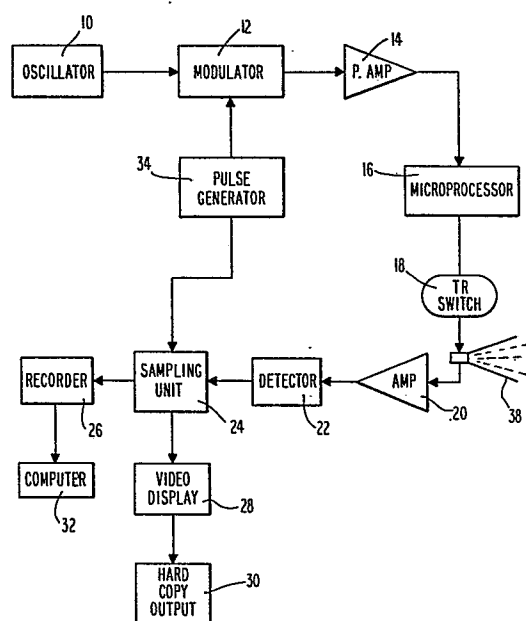 10
OSCILLATOR
12
MODULATOR
14
P. AMP
34
PULSE
GENERATOR
16
MICROPROCESSOR
18
TR
SWITCH
RECORDER
26
SAMPLING
UNIT
24
DETECTOR
22
AMP
20
38
COMPUTER
32
VIDEO
DISPLAY
28
HARD
COPY
OUTPUT
30